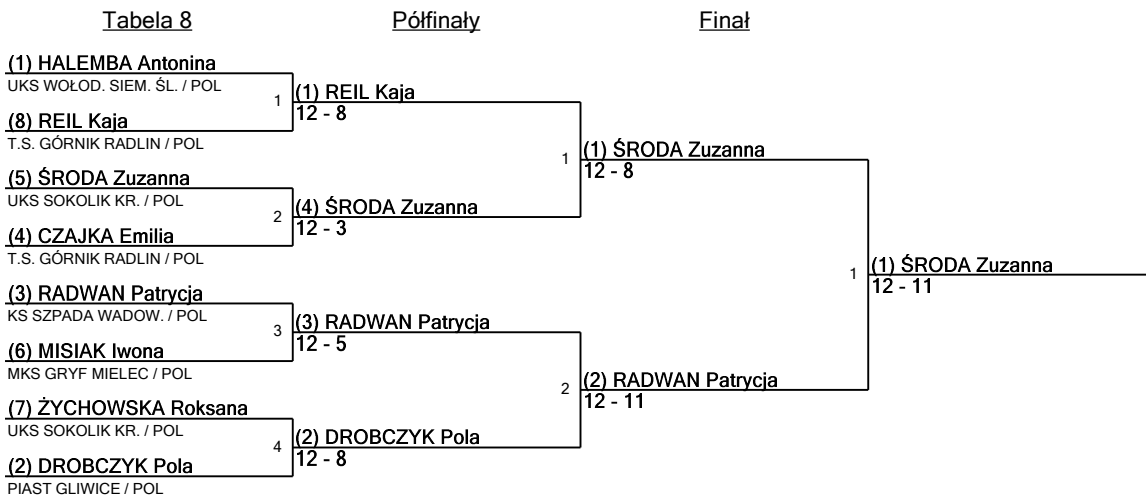 Tabela 8
Półfinały
Finał
(1) HALEMBA Antonina
UKS WOŁOD. SIEM. ŚL. / POL
1
(1) REIL Kaja
12 - 8
(8) REIL Kaja
T.S. GÓRNIK RADLIN / POL
1
(1) ŚRODA Zuzanna
12 - 8
(5) ŚRODA Zuzanna
UKS SOKOLIK KR. / POL
2
(4) ŚRODA Zuzanna
12 - 3
(4) CZAJKA Emilia
T.S. GÓRNIK RADLIN / POL
1
(1) ŚRODA Zuzanna
12 - 11
(3) RADWAN Patrycja
KS SZPADA WADOW. / POL
3
(3) RADWAN Patrycja
12 - 5
(6) MISIAK Iwona
MKS GRYF MIELEC / POL
2
(2) RADWAN Patrycja
12 - 11
(7) ŻYCHOWSKA Roksana
UKS SOKOLIK KR. / POL
4
(2) DROBCZYK Pola
12 - 8
(2) DROBCZYK Pola
PIAST GLIWICE / POL